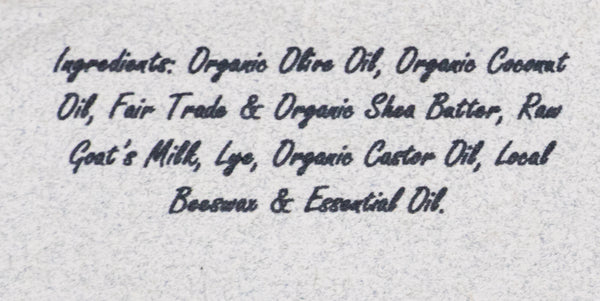 Ingredients: Organic Olive Oil, Organic Coconut
Oil, Fair Trade & Organic Shea Butter, Raw
Goat's Milk, Lye, Organic Castor Oil, Local
Beeswax & Essential Oil.